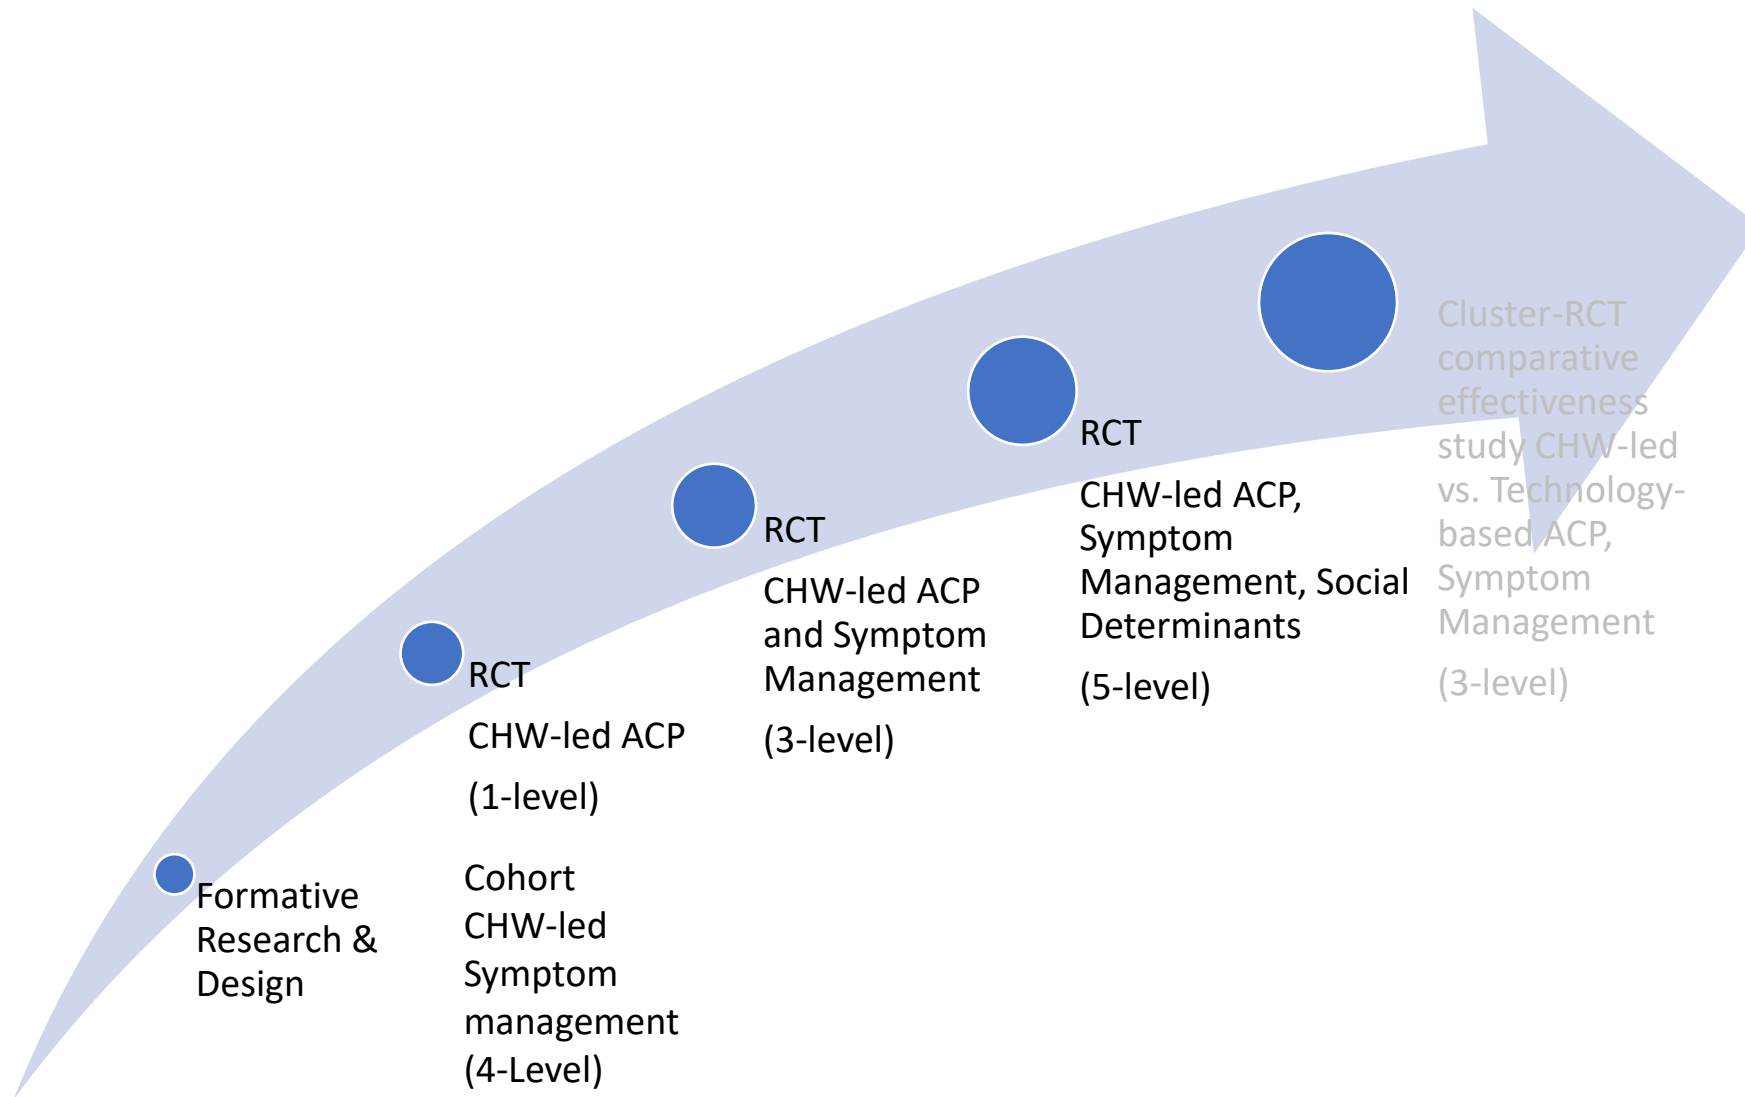 Formative
Research &
Design
RCT
CHW-led ACP
(1-level)
Cohort
CHW-led
Symptom
management
(4-Level)
RCT
CHW-led ACP
and Symptom
Management
(3-level)
RCT
CHW-led ACP,
Symptom
Management, Social
Determinants
(5-level)
Cluster-RCT
comparative
effectiveness
study CHW-led
vs. Technology-
based ACP,
Symptom
Management
(3-level)